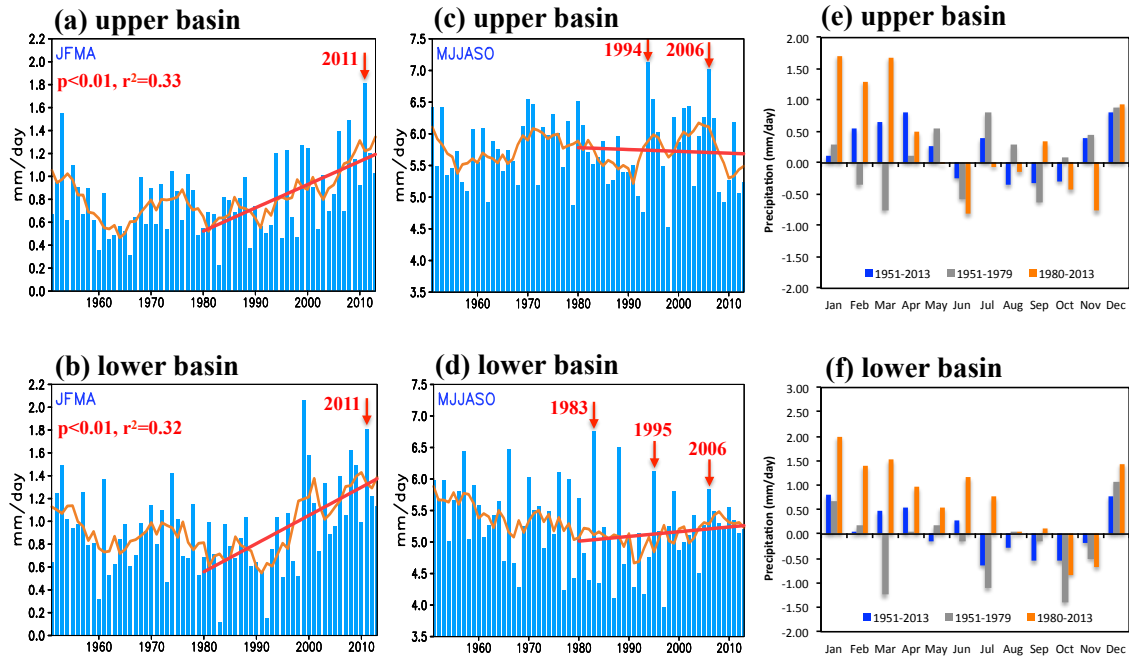 (a) upper basin
JFMA
p<0.01, r²=0.33
2011
mm/day
2.2
2.0
1.8
1.6
1.4
1.2
1.0
0.8
0.6
0.4
0.2
0.0
1960 1970 1980 1990 2000 2010
(c) upper basin
MJJASO
1994
2006
7.5
7.0
6.5
6.0
5.5
5.0
4.5
4.0
3.5
1960 1970 1980 1990 2000 2010
(e) upper basin
Precipitation (mm/day)
2.00
1.50
1.00
0.50
0.00
-0.50
-1.00
-1.50
-2.00
1951-2013 1951-1979 1980-2013
Jan Feb Mar Apr May Jun Jul Aug Sep Oct Nov Dec
(b) lower basin
JFMA
p<0.01, r²=0.32
2011
mm/day
2.2
2.0
1.8
1.6
1.4
1.2
1.0
0.8
0.6
0.4
0.2
0.0
1960 1970 1980 1990 2000 2010
(d) lower basin
MJJASO
1983
1995
2006
7.5
7.0
6.5
6.0
5.5
5.0
4.5
4.0
3.5
1960 1970 1980 1990 2000 2010
(f) lower basin
Precipitation (mm/day)
3.00
2.50
2.00
1.50
1.00
0.50
0.00
-0.50
-1.00
-1.50
-2.00
1951-2013 1951-1979 1980-2013
Jan Feb Mar Apr May Jun Jul Aug Sep Oct Nov Dec